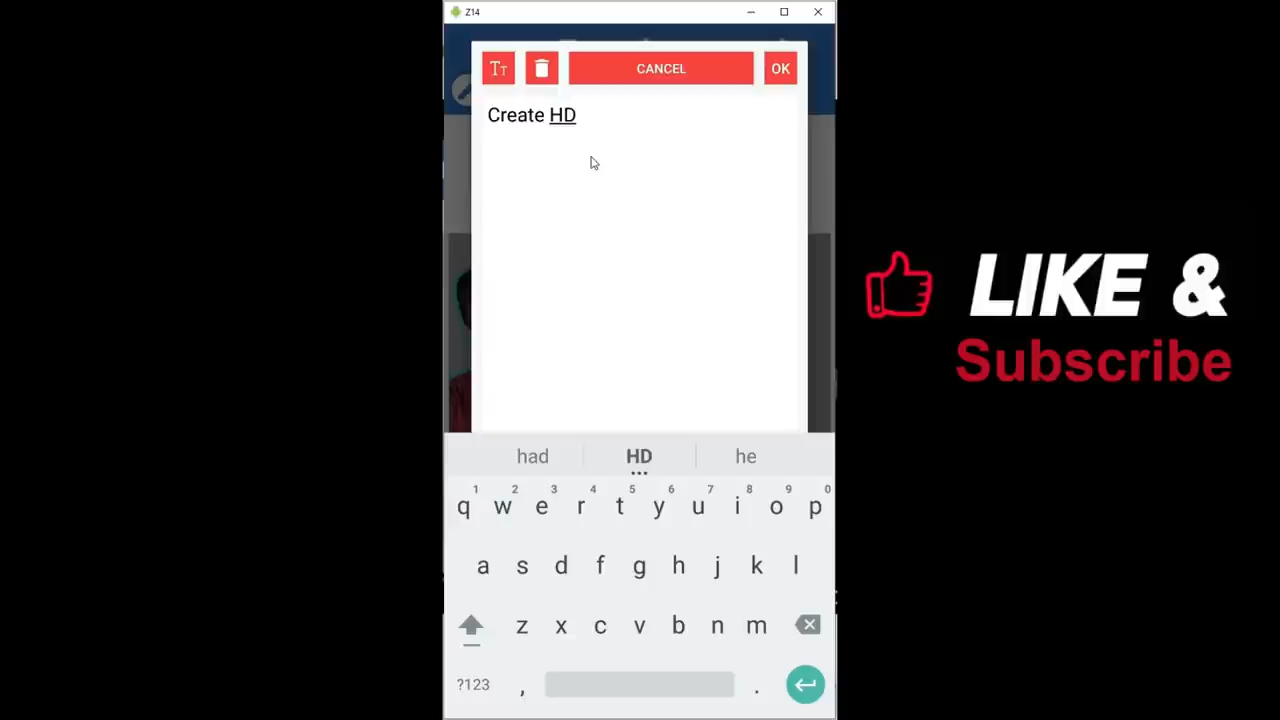 Z14
Tт CANCEL OK
Create HD
LIKE &
Subscribe
had HD he
1 2 3 4 5 6 7 8 9 0
q w e r t y u i o p
a s d f g h j k l
z x c v b n m
?123 , .